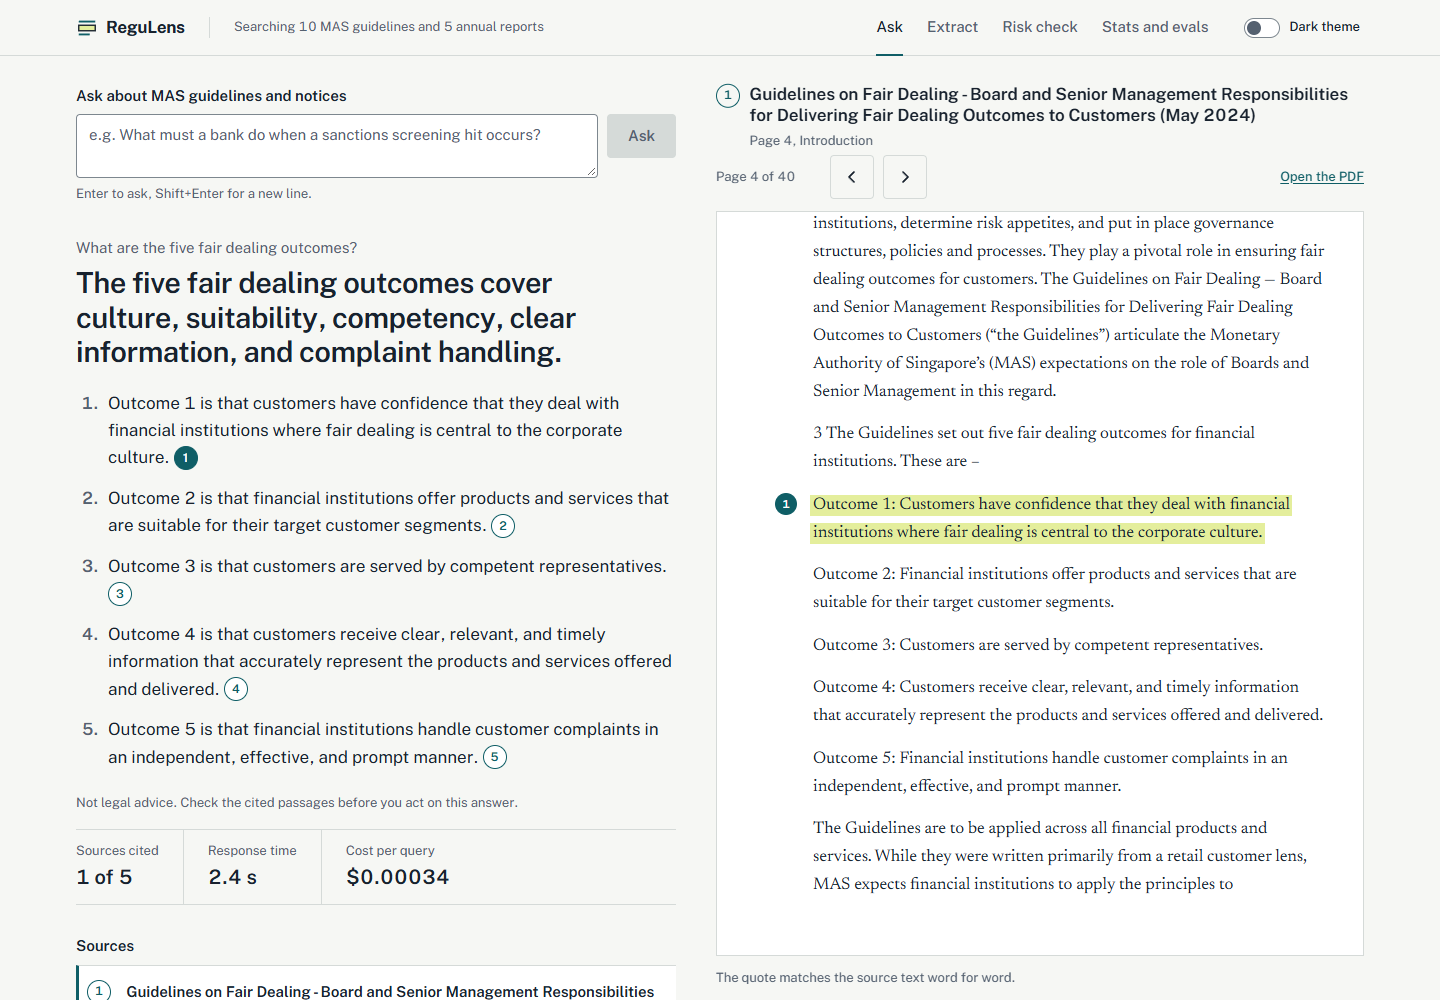 ReguLens
Searching 10 MAS guidelines and 5 annual reports
Ask
Extract
Risk check
Stats and evals
Dark theme
Ask about MAS guidelines and notices
e.g. What must a bank do when a sanctions screening hit occurs?
Ask
Enter to ask, Shift+Enter for a new line.
What are the five fair dealing outcomes?
The five fair dealing outcomes cover
culture, suitability, competency, clear
information, and complaint handling.
1. Outcome 1 is that customers have confidence that they deal with
financial institutions where fair dealing is central to the corporate
culture. 1
2. Outcome 2 is that financial institutions offer products and services that
are suitable for their target customer segments. 2
3. Outcome 3 is that customers are served by competent representatives.
3
4. Outcome 4 is that customers receive clear, relevant, and timely
information that accurately represent the products and services offered
and delivered. 4
5. Outcome 5 is that financial institutions handle customer complaints in
an independent, effective, and prompt manner. 5
Not legal advice. Check the cited passages before you act on this answer.
Sources cited
1 of 5
Response time
2.4 s
Cost per query
$0.00034
Sources
1 Guidelines on Fair Dealing - Board and Senior Management Responsibilities
1 Guidelines on Fair Dealing - Board and Senior Management Responsibilities
for Delivering Fair Dealing Outcomes to Customers (May 2024)
Page 4, Introduction
Page 4 of 40
Open the PDF
institutions, determine risk appetites, and put in place governance
structures, policies and processes. They play a pivotal role in ensuring fair
dealing outcomes for customers. The Guidelines on Fair Dealing – Board
and Senior Management Responsibilities for Delivering Fair Dealing
Outcomes to Customers (“the Guidelines”) articulate the Monetary
Authority of Singapore’s (MAS) expectations on the role of Boards and
Senior Management in this regard.
3 The Guidelines set out five fair dealing outcomes for financial
institutions. These are –
1 Outcome 1: Customers have confidence that they deal with financial
institutions where fair dealing is central to the corporate culture.
Outcome 2: Financial institutions offer products and services that are
suitable for their target customer segments.
Outcome 3: Customers are served by competent representatives.
Outcome 4: Customers receive clear, relevant, and timely information
that accurately represent the products and services offered and delivered.
Outcome 5: Financial institutions handle customer complaints in an
independent, effective, and prompt manner.
The Guidelines are to be applied across all financial products and
services. While they were written primarily from a retail customer lens,
MAS expects financial institutions to apply the principles to
The quote matches the source text word for word.